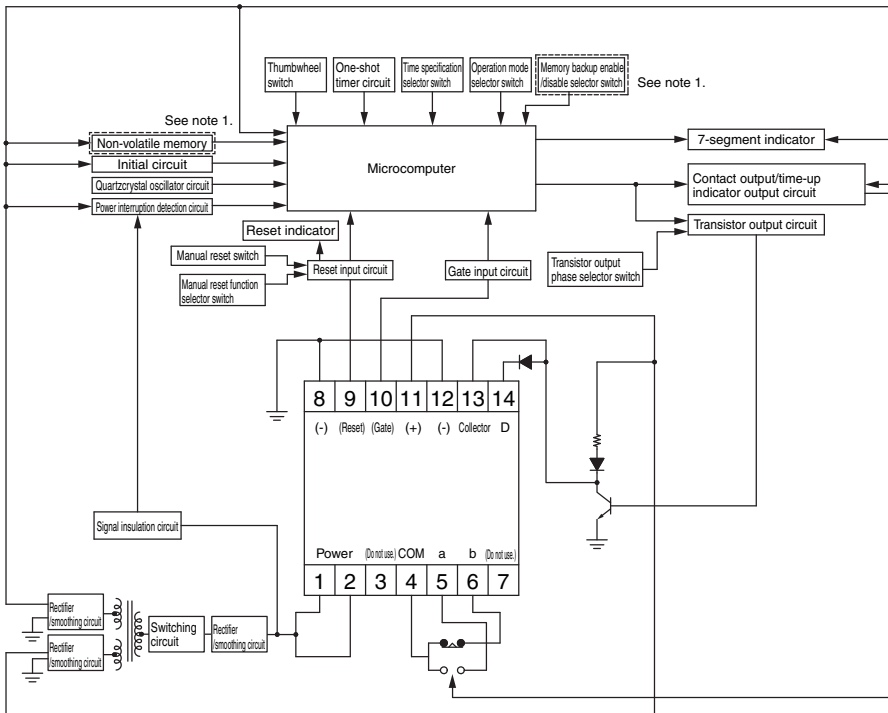 Thumbwheel
switch
One-shot
timer circuit
Time specification
selector switch
Operation mode
selector switch
Memory backup enable
/disable selector switch
See note 1.
See note 1.
Non-volatile memory
Initial circuit
Quartzcrystal oscillator circuit
Power interruption detection circuit
Microcomputer
7-segment indicator
Contact output/time-up
indicator output circuit
Transistor output circuit
Transistor output
phase selector switch
Reset indicator
Manual reset switch
Reset input circuit
Manual reset function
selector switch
Gate input circuit
8 9 10 11 12 13 14
(-) (Reset) (Gate) (+) (-) Collector D
Signal insulation circuit
Power (Do not use.) COM a b (Do not use.)
1 2 3 4 5 6 7
Rectifier
/smoothing circuit
Switching
circuit
Rectifier
/smoothing circuit
Rectifier
/smoothing circuit